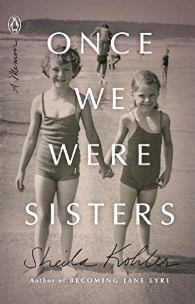 A Memoir
ONCE
WE
WERE
SISTERS
Sheila Kohler
Author of BECOMING JANE EYRE